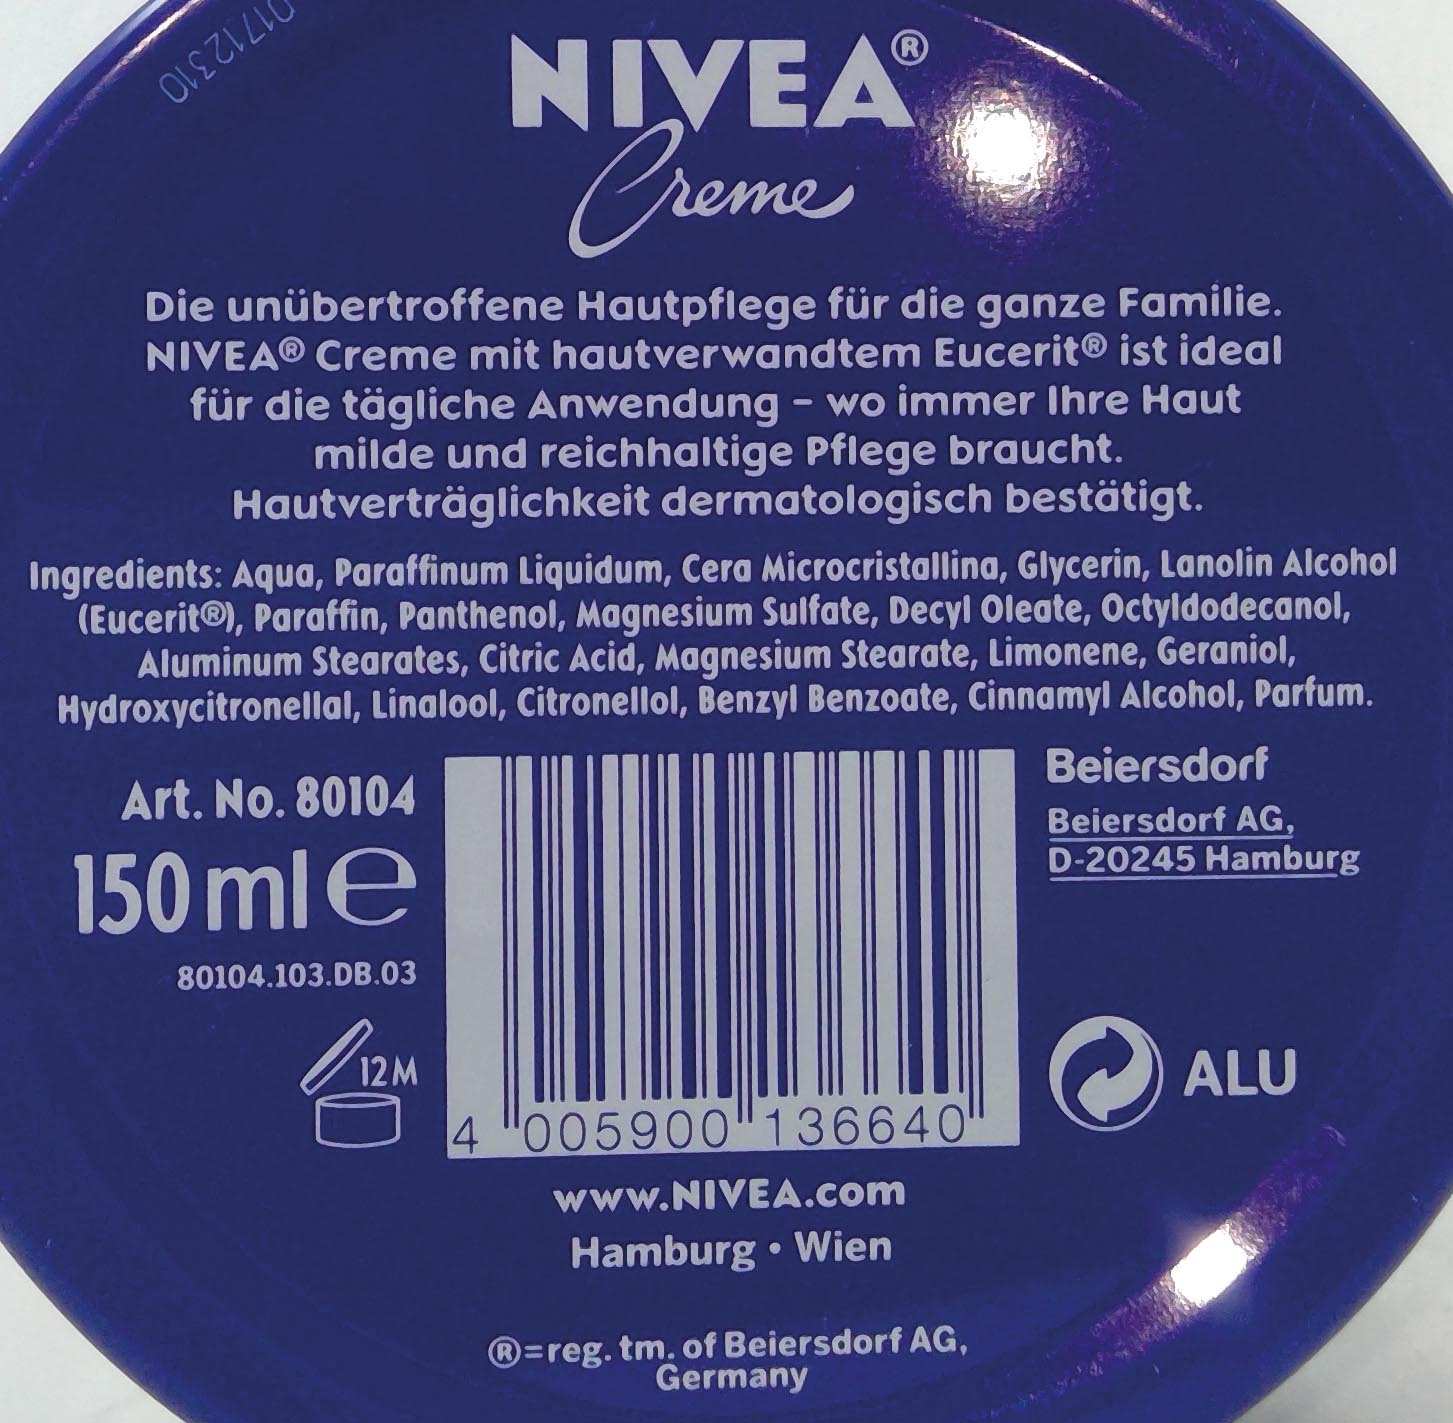 01712310
NIVEA®
Creme
Die unübertroffene Hautpflege für die ganze Familie.
NIVEA® Creme mit hautverwandtem Eucerit® ist ideal
für die tägliche Anwendung – wo immer Ihre Haut
milde und reichhaltige Pflege braucht.
Hautverträglichkeit dermatologisch bestätigt.
Ingredients: Aqua, Paraffinum Liquidum, Cera Microcristallina, Glycerin, Lanolin Alcohol
(Eucerit®), Paraffin, Panthenol, Magnesium Sulfate, Decyl Oleate, Octyldodecanol,
Aluminum Stearates, Citric Acid, Magnesium Stearate, Limonene, Geraniol,
Hydroxycitronellal, Linalool, Citronellol, Benzyl Benzoate, Cinnamyl Alcohol, Parfum.
Art. No. 80104
150 ml ℮
80104.103.DB.03
12M
4 005900 136640
Beiersdorf
Beiersdorf AG,
D-20245 Hamburg
ALU
www.NIVEA.com
Hamburg • Wien
®=reg. tm. of Beiersdorf AG,
Germany